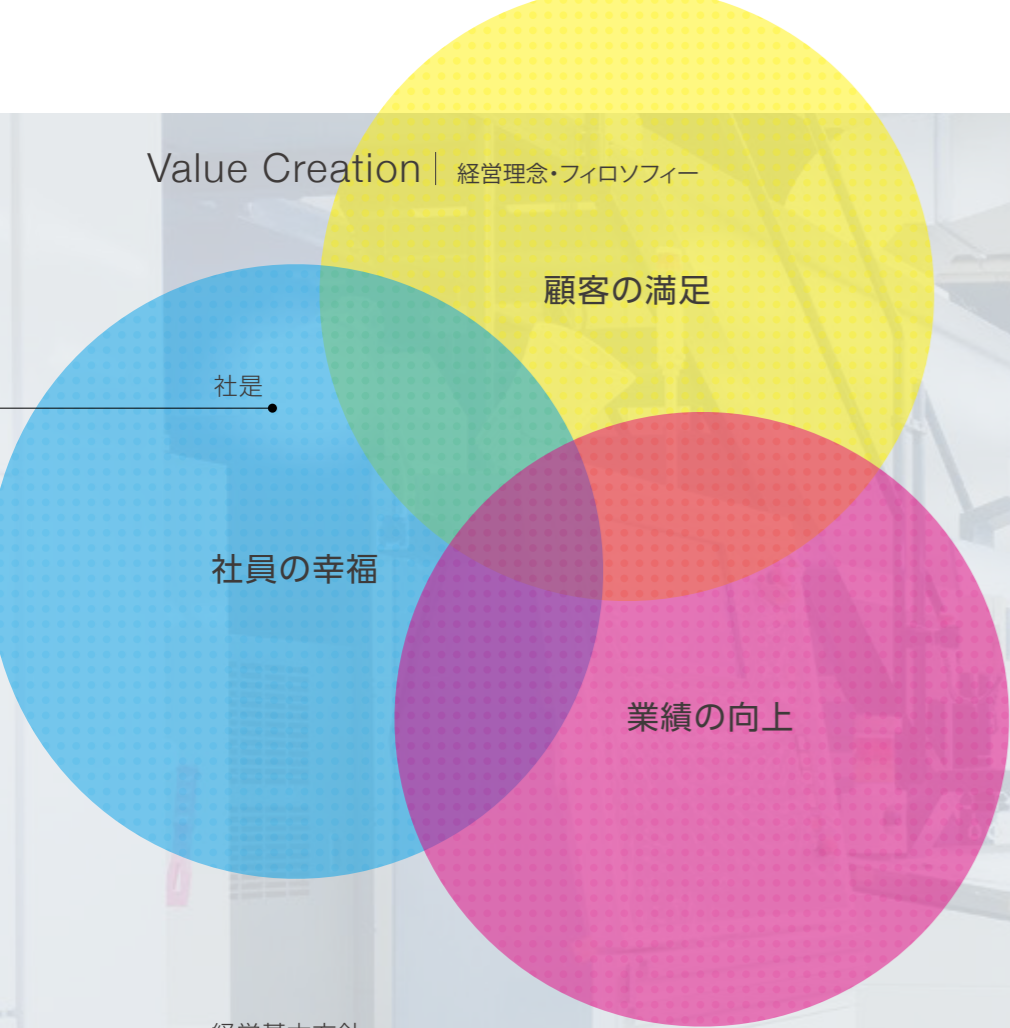 Value Creation | 経営理念・フィロソフィー
顧客の満足
社是
社員の幸福
業績の向上